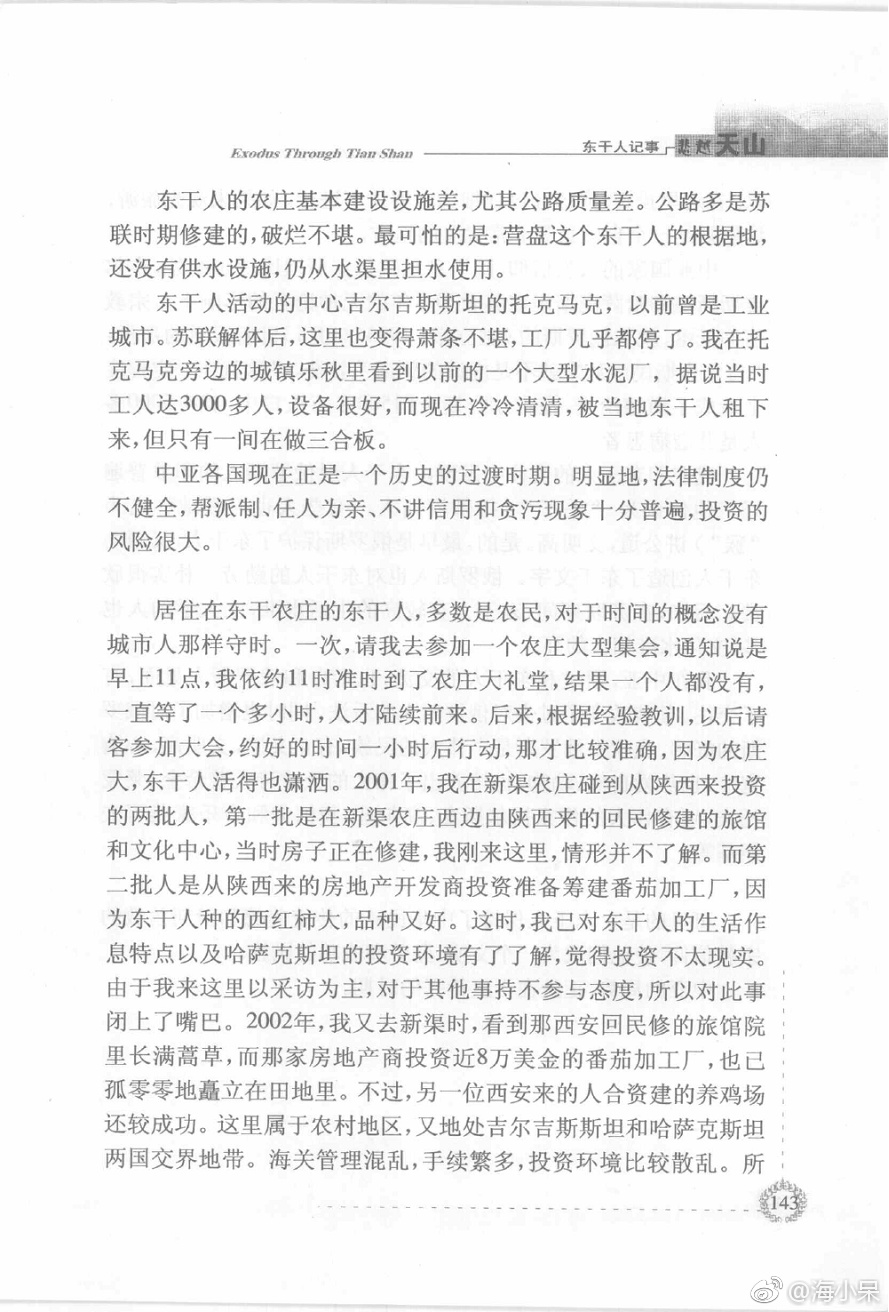 Exodus Through Tian Shan
东干人记事
悲越天山
东干人的农庄基本建设设施差，尤其公路质量差。公路多是苏
联时期修建的，破烂不堪。最可怕的是：营盘这个东干人的根据地，
还没有供水设施，仍从水渠里担水使用。
东干人活动的中心吉尔吉斯斯坦的托克马克，以前曾是工业
城市。苏联解体后，这里也变得萧条不堪，工厂几乎都停了。我在托
克马克旁边的城镇乐秋里看到以前的一个大型水泥厂，据说当时
工人达3000多人，设备很好，而现在冷冷清清，被当地东干人租下
来，但只有一间在做三合板。
中亚各国现在正是一个历史的过渡时期。明显地，法律制度仍
不健全，帮派制、任人为亲、不讲信用和贪污现象十分普遍，投资的
风险很大。
居住在东干农庄的东干人，多数是农民，对于时间的概念没有
城市人那样守时。一次，请我去参加一个农庄大型集会，通知说是
早上11点，我依约11时准时到了农庄大礼堂，结果一个人都没有，
一直等了一个多小时，人才陆续前来。后来，根据经验教训，以后请
客参加大会，约好的时间一小时后行动，那才比较准确，因为农庄
大，东干人活得也潇洒。2001年，我在新渠农庄碰到从陕西来投资
的两批人，第一批是在新渠农庄西边由陕西来的回民修建的旅馆
和文化中心，当时房子正在修建，我刚来这里，情形并不了解。而第
二批人是从陕西来的房地产开发商投资准备筹建番茄加工厂，因
为东干人种的西红柿大，品种又好。这时，我已对东干人的生活作
息特点以及哈萨克斯坦的投资环境有了了解，觉得投资不太现实。
由于我来这里以采访为主，对于其他事持不参与态度，所以对此事
闭上了嘴巴。2002年，我又去新渠时，看到那西安回民修的旅馆院
里长满蒿草，而那家房地产商投资近8万美金的番茄加工厂，也已
孤零零地矗立在田地里。不过，另一位西安来的人合资建的养鸡场
还较成功。这里属于农村地区，又地处吉尔吉斯斯坦和哈萨克斯坦
两国交界地带。海关管理混乱，手续繁多，投资环境比较散乱。所
143
@海小呆